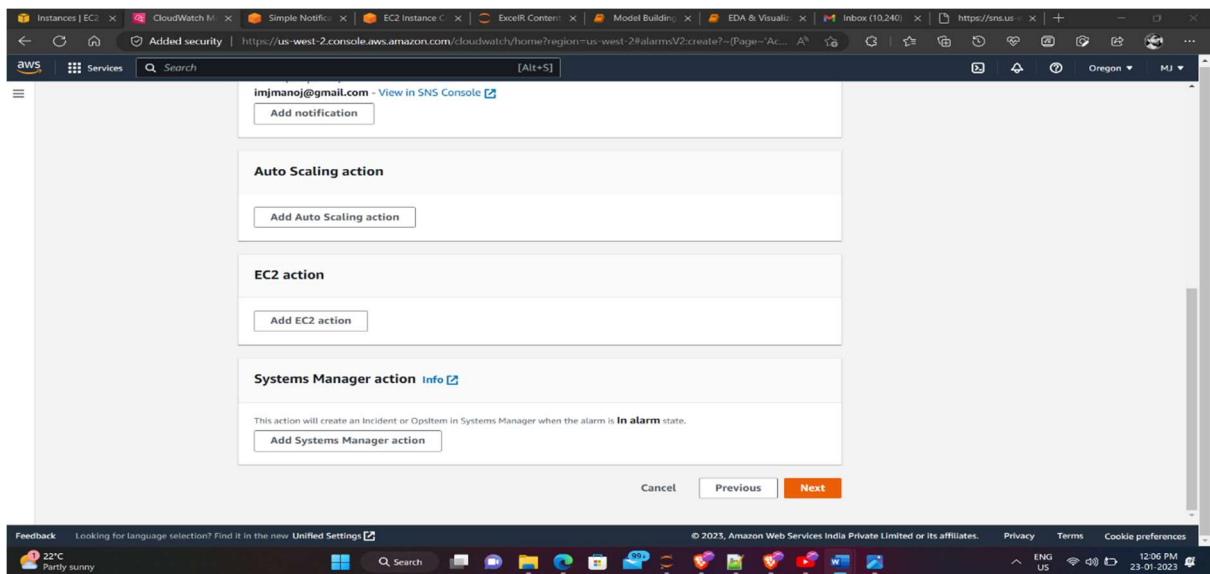 Instances | EC2
CloudWatch M
Simple Notific
EC2 Instance C
ExcelR Content
Model Building
EDA & Visualiz
Inbox (10,240)
https://sns.us-
Added security
https://us-west-2.console.aws.amazon.com/cloudwatch/home?region=us-west-2#alarmsV2:create?~(Page~'Ac...
aws
Services
Search
[Alt+S]
Oregon
MJ
imjmanoj@gmail.com - View in SNS Console
Add notification
Auto Scaling action
Add Auto Scaling action
EC2 action
Add EC2 action
Systems Manager action Info
This action will create an Incident or OpsItem in Systems Manager when the alarm is In alarm state.
Add Systems Manager action
Cancel
Previous
Next
Feedback
Looking for language selection? Find it in the new Unified Settings
© 2023, Amazon Web Services India Private Limited or its affiliates.
Privacy
Terms
Cookie preferences
1
22°C
Partly sunny
Search
99+
ENG
US
12:06 PM
23-01-2023